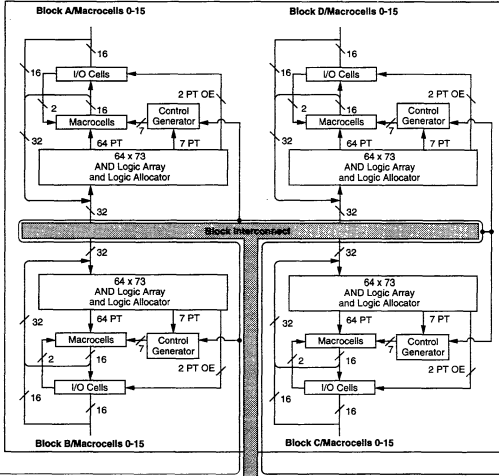 Block A/Macrocells 0-15
Block D/Macrocells 0-15
16
16
16
I/O Cells
2 PT OE
2
16
Macrocells
Control
Generator
7
32
64 PT
7 PT
64 x 73
AND Logic Array
and Logic Allocator
32
16
16
I/O Cells
2 PT OE
2
16
Macrocells
Control
Generator
7
32
64 PT
7 PT
64 x 73
AND Logic Array
and Logic Allocator
32
Block Interconnect
32
64 x 73
AND Logic Array
and Logic Allocator
32
64 PT
7 PT
Macrocells
Control
Generator
7
2
16
2 PT OE
I/O Cells
16
16
32
64 x 73
AND Logic Array
and Logic Allocator
32
64 PT
7 PT
Macrocells
Control
Generator
7
2
16
2 PT OE
I/O Cells
16
16
Block B/Macrocells 0-15
Block C/Macrocells 0-15